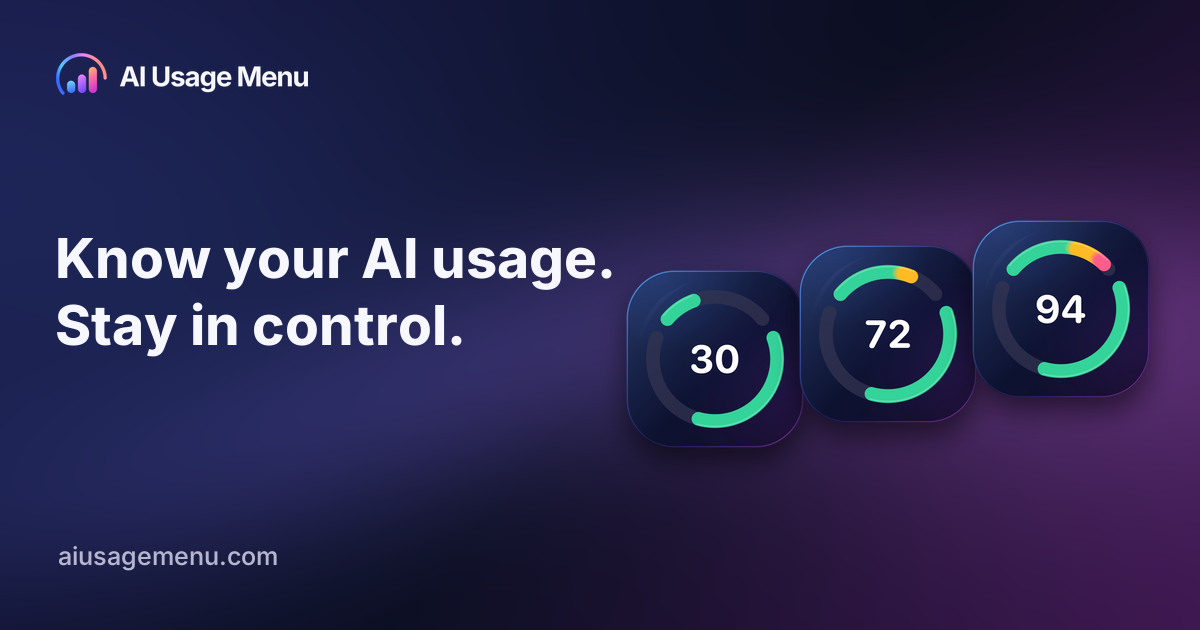 AI Usage Menu
Know your AI usage.
Stay in control.
30
72
94
aiusagemenu.com